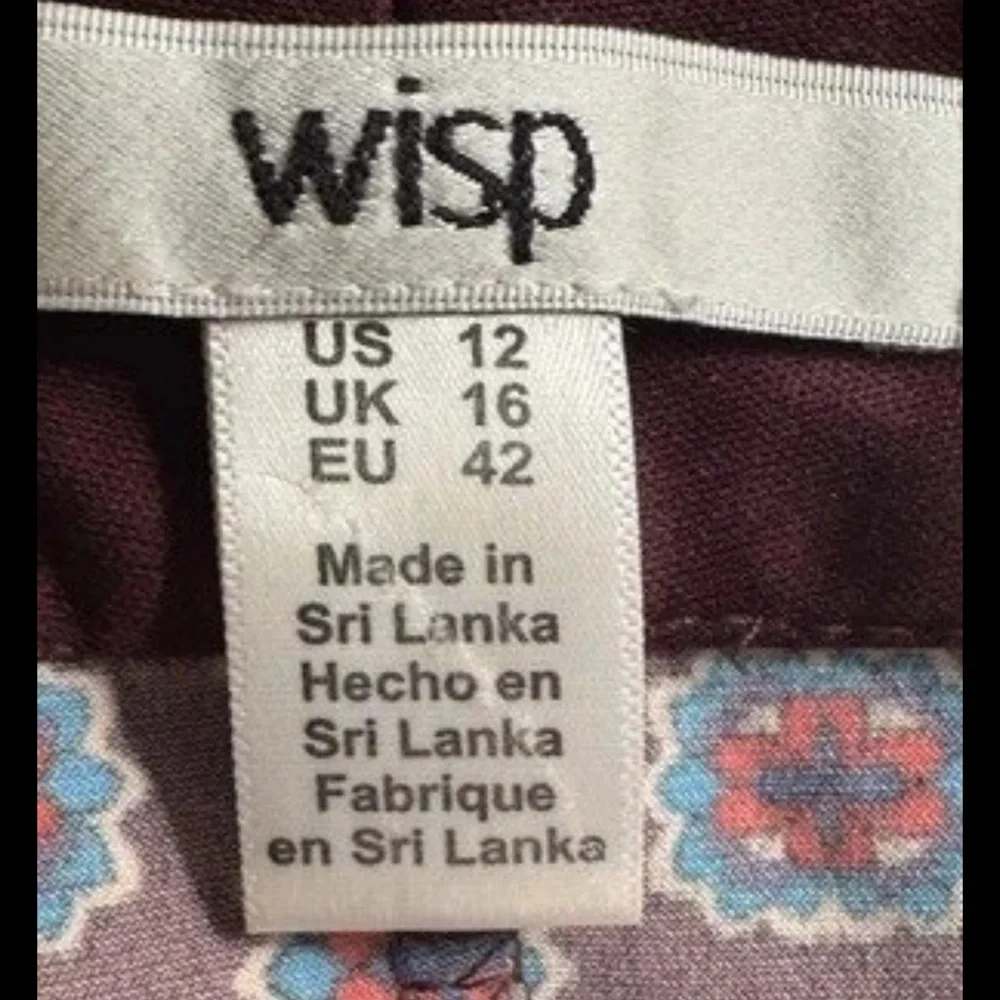 wisp
US 12
UK 16
EU 42
Made in
Sri Lanka
Hecho en
Sri Lanka
Fabrique
en Sri Lanka